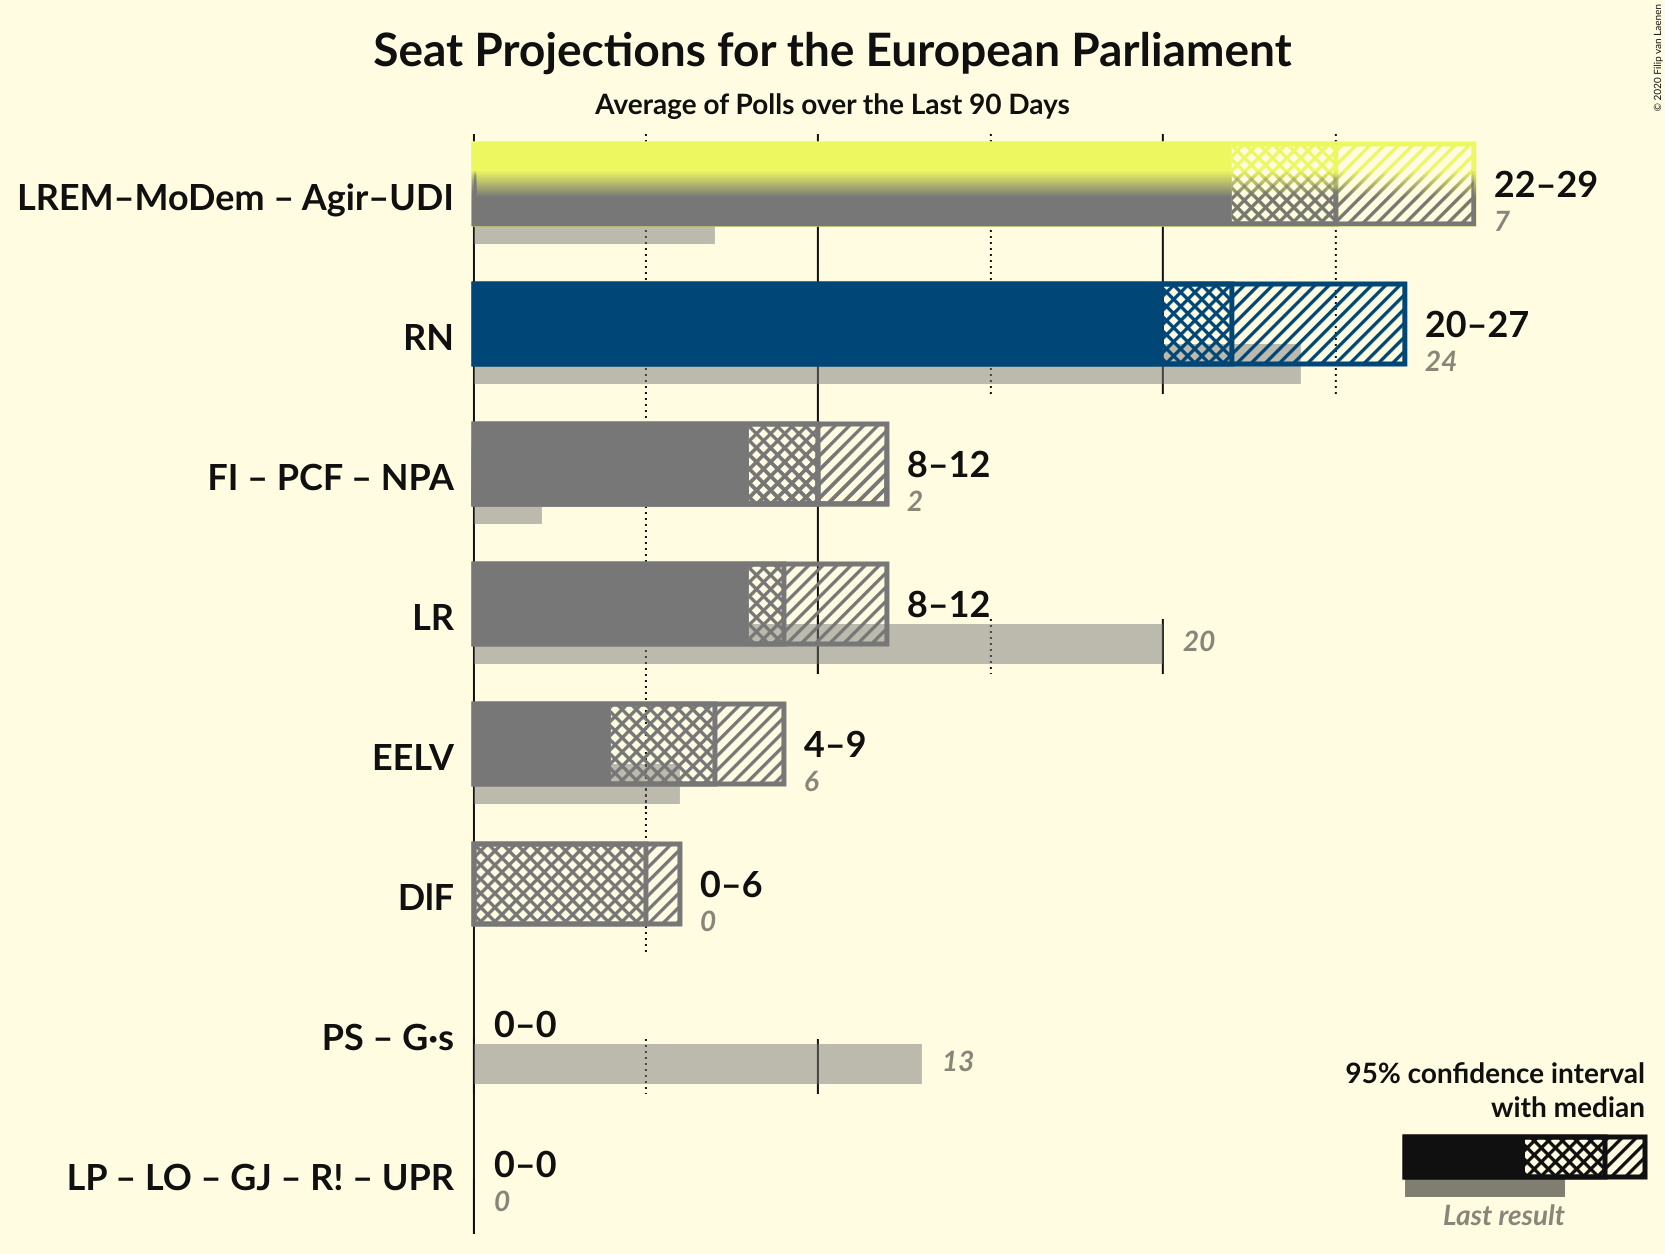 Seat Projections for the European Parliament
Average of Polls over the Last 90 Days
© 2020 Filip van Laenen
LREM–MoDem – Agir–UDI
22–29
7
RN
20–27
24
FI – PCF – NPA
8–12
2
LR
8–12
20
EELV
4–9
6
DlF
0–6
0
PS – G·s
0–0
13
LP – LO – GJ – R! – UPR
0–0
0
95% confidence interval
with median
Last result